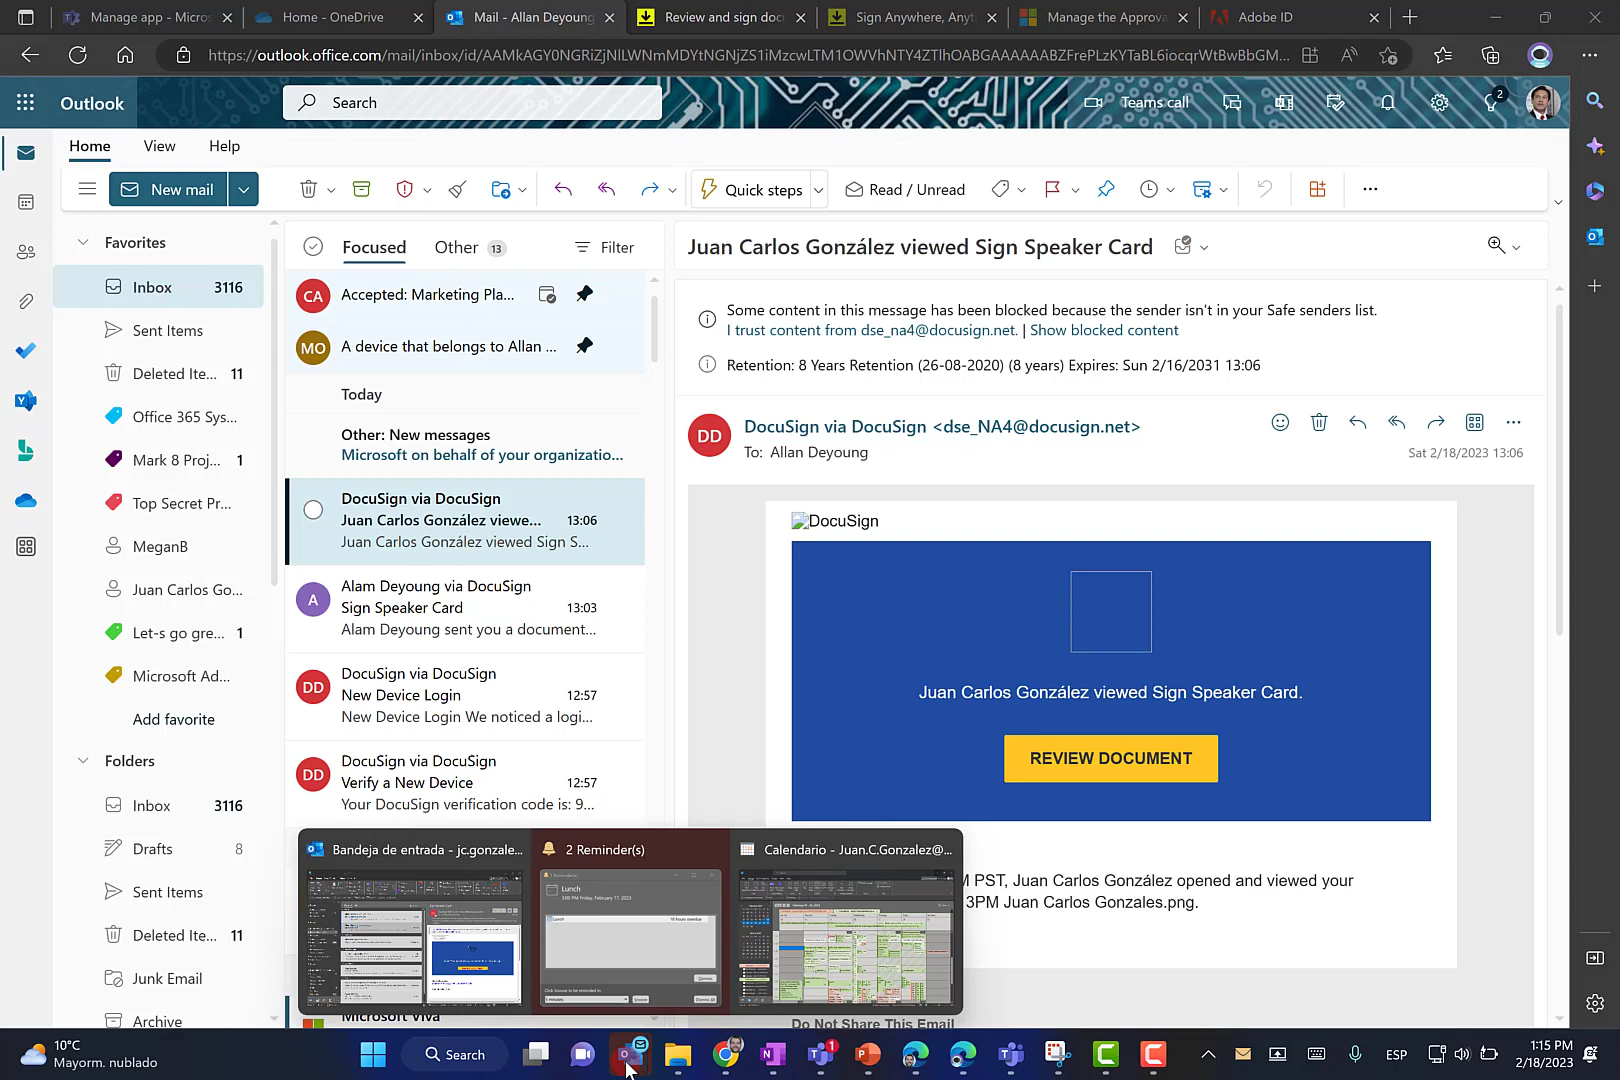 Manage app - Micros
Home - OneDrive
Mail - Allan Deyoung
Review and sign docu
Sign Anywhere, Anyt
Manage the Approva
Adobe ID
https://outlook.office.com/mail/inbox/id/AAMkAGY0NGRiZjNlLWNmMDYtNGNjZS1iMzcwLTM1OWVhNTY4ZTlhOABGAAAAAABZFrePLzKYTaBL6iocqrWtBwBbGM...
Outlook
Search
Teams call
2
Home
View
Help
New mail
Quick steps
Read / Unread
Favorites
Inbox 3116
Sent Items
Deleted Ite... 11
Office 365 Sys...
Mark 8 Proj... 1
Top Secret Pr...
MeganB
Juan Carlos Go...
Let-s go gre... 1
Microsoft Ad...
Add favorite
Folders
Inbox 3116
Drafts 8
Sent Items
Deleted Ite... 11
Junk Email
Archive
Focused
Other 13
Filter
CA
Accepted: Marketing Pla...
MO
A device that belongs to Allan ...
Today
Other: New messages
Microsoft on behalf of your organizatio...
DocuSign via DocuSign
Juan Carlos González viewe... 13:06
Juan Carlos González viewed Sign S...
A
Alam Deyoung via DocuSign
Sign Speaker Card 13:03
Alam Deyoung sent you a document...
DD
DocuSign via DocuSign
New Device Login 12:57
New Device Login We noticed a logi...
DD
DocuSign via DocuSign
Verify a New Device 12:57
Your DocuSign verification code is: 9...
Microsoft Viva
Juan Carlos González viewed Sign Speaker Card
Some content in this message has been blocked because the sender isn't in your Safe senders list.
I trust content from dse_na4@docusign.net. | Show blocked content
Retention: 8 Years Retention (26-08-2020) (8 years) Expires: Sun 2/16/2031 13:06
DD
DocuSign via DocuSign <dse_NA4@docusign.net>
To: Allan Deyoung
Sat 2/18/2023 13:06
DocuSign
Juan Carlos González viewed Sign Speaker Card.
REVIEW DOCUMENT
M PST, Juan Carlos González opened and viewed your
3PM Juan Carlos Gonzales.png.
Do Not Share This Email
Bandeja de entrada - jc.gonzale...
2 Reminder(s)
Lunch
3:00 PM Friday, February 17, 2023
Lunch
Calendario - Juan.C.Gonzalez@...
10°C
Mayorm. nublado
Search
1
ESP
1:15 PM
2/18/2023